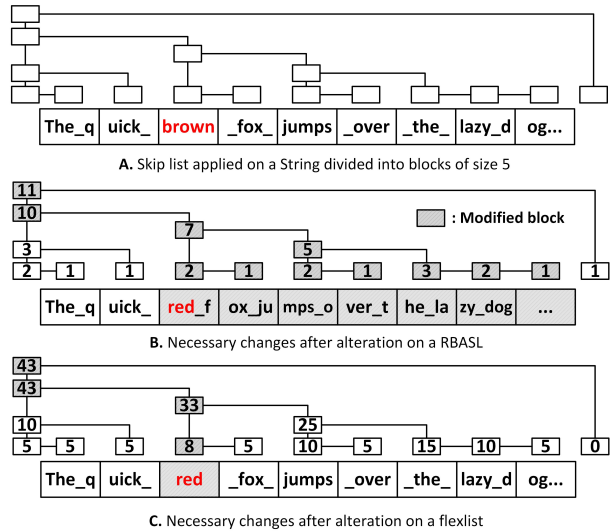 The_q uick_ brown _fox_ jumps _over _the_ lazy_d og...
A. Skip list applied on a String divided into blocks of size 5
11
10
: Modified block
7
3 5
2 1 1 2 1 2 1 3 2 1 1
The_q uick_ red_f ox_ju mps_o ver_t he_la zy_dog ...
B. Necessary changes after alteration on a RBASL
43
43
33
10 25
5 5 5 8 5 10 5 15 10 5 0
The_q uick_ red _fox_ jumps _over _the_ lazy_d og...
C. Necessary changes after alteration on a flexlist